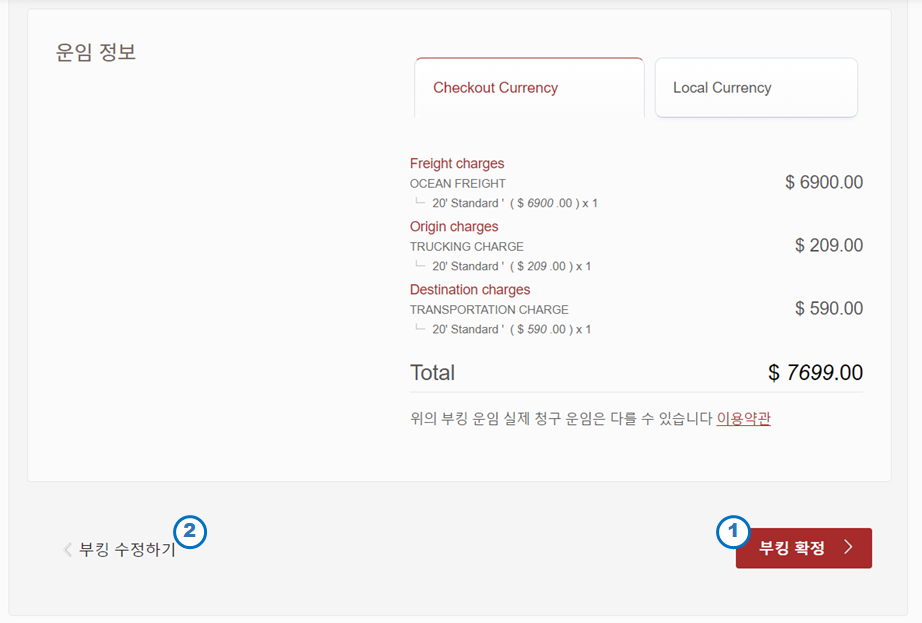 운임 정보
Checkout Currency
Local Currency
Freight charges
OCEAN FREIGHT
$ 6900.00
20' Standard ' ( $ 6900 .00 ) x 1
Origin charges
TRUCKING CHARGE
$ 209.00
20' Standard ' ( $ 209 .00 ) x 1
Destination charges
TRANSPORTATION CHARGE
$ 590.00
20' Standard ' ( $ 590 .00 ) x 1
Total
$ 7699.00
위의 부킹 운임 실제 청구 운임은 다를 수 있습니다 이용약관
부킹 수정하기
2
1
부킹 확정